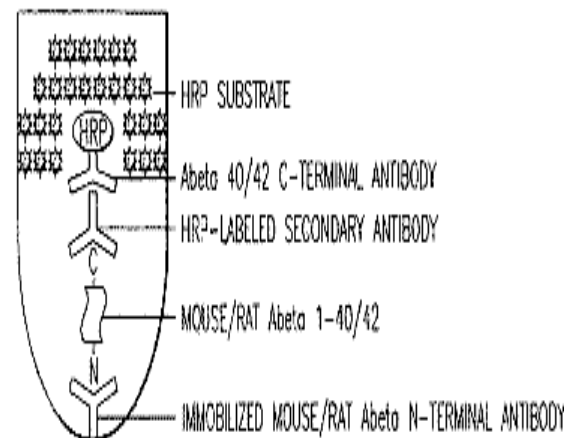 HRP SUBSTRATE
HRP
Abeta 40/42 C-TERMINAL ANTIBODY
HRP-LABELED SECONDARY ANTIBODY
C
MOUSE/RAT Abeta 1-40/42
N
IMMOBILIZED MOUSE/RAT Abeta N-TERMINAL ANTIBODY